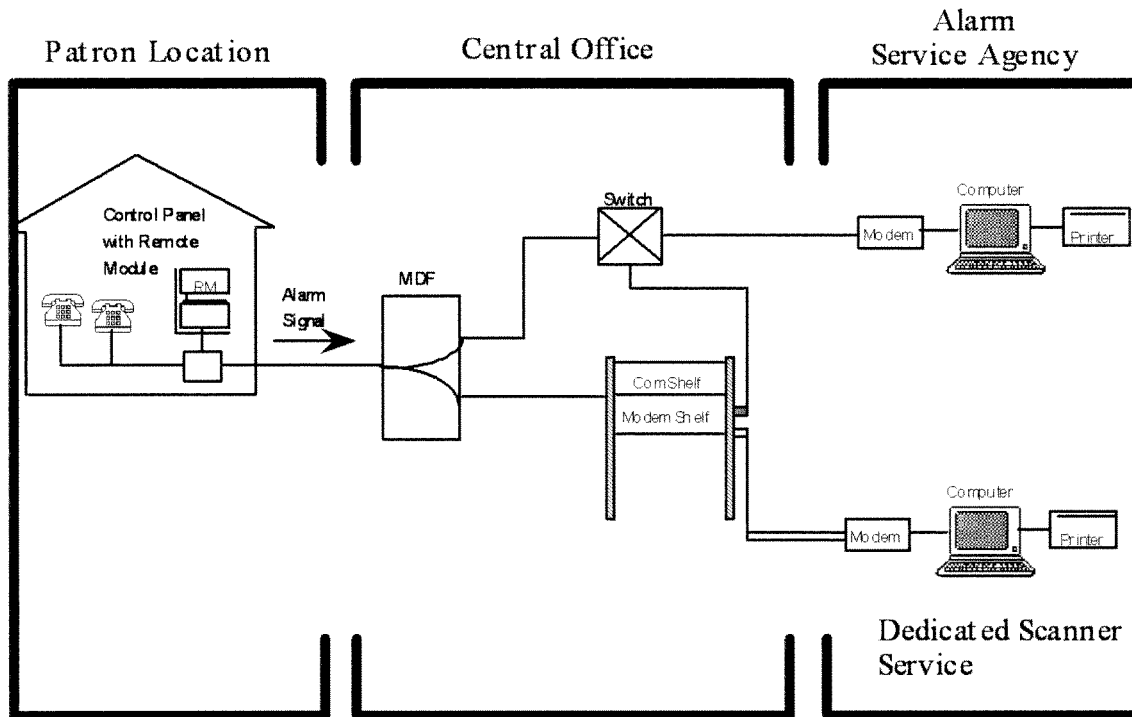 Patron Location
Central Office
Alarm
Service Agency
Control Panel
with Remote
Module
RM
Alarm
Signal
MDF
Switch
ComShelf
Modem Shelf
Modem
Computer
Printer
Modem
Computer
Printer
Dedicated Scanner
Service